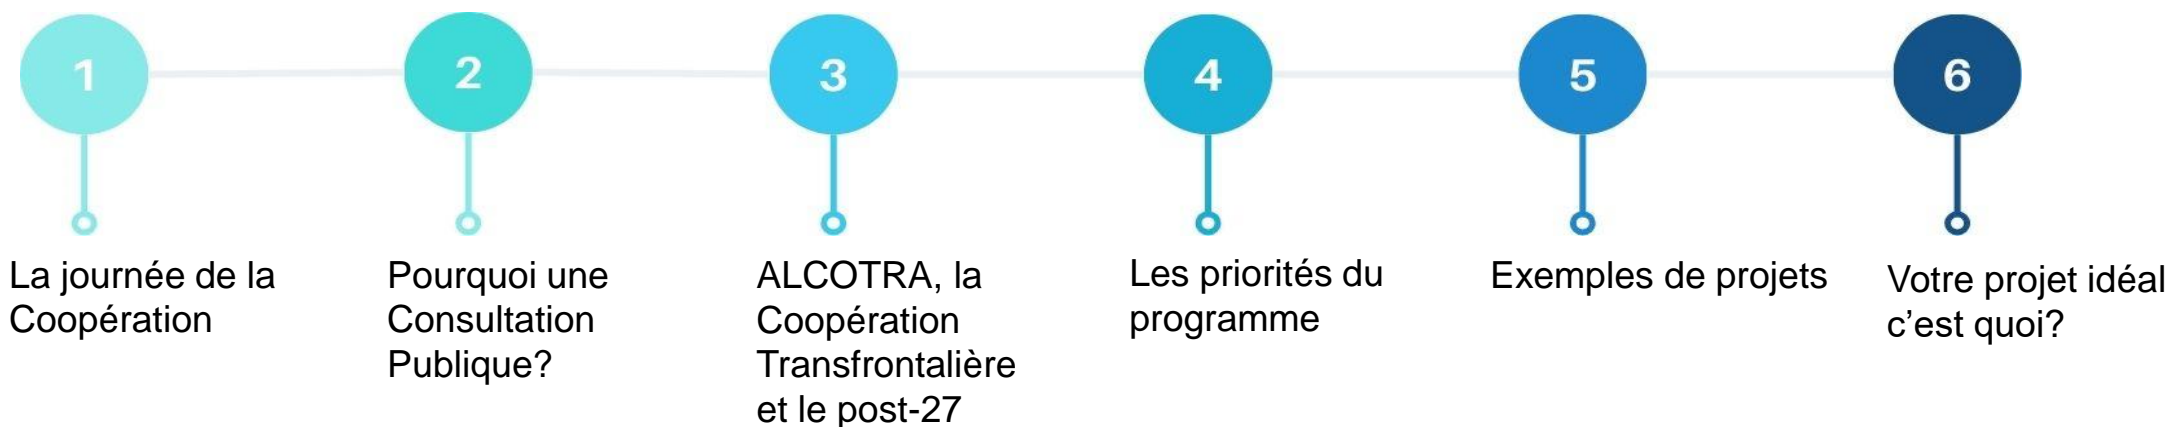 1
2
3
4
5
6
La journée de la
Coopération
Pourquoi une
Consultation
Publique?
ALCOTRA, la
Coopération
Transfrontalière
et le post-27
Les priorités du
programme
Exemples de projets
Votre projet idéal
c’est quoi?